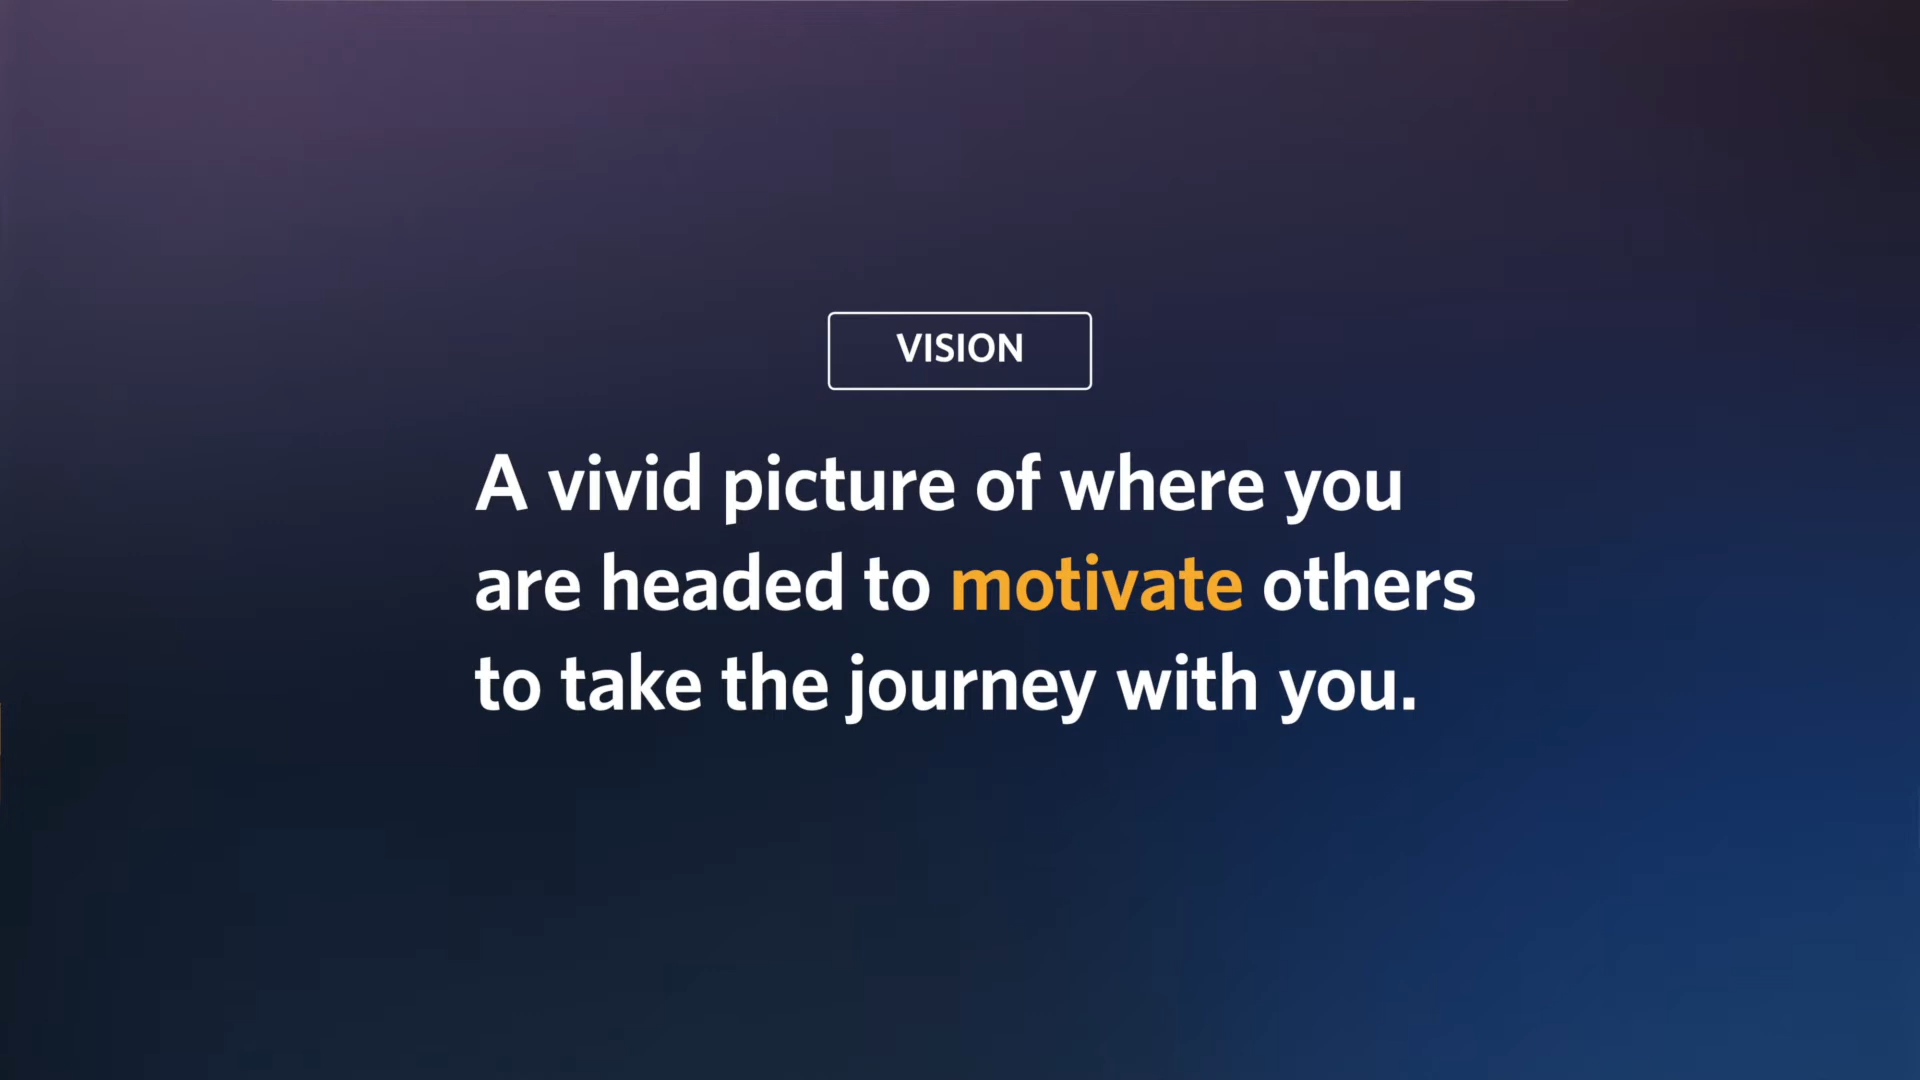 VISION
A vivid picture of where you
are headed to motivate others
to take the journey with you.